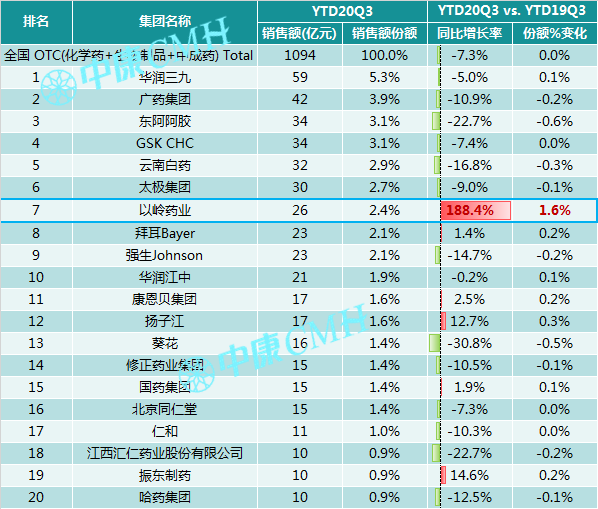 排名 集团名称 YTD20Q3 YTD20Q3 vs. YTD19Q3
销售额(亿元) 销售额份额 同比增长率 份额%变化
全国 OTC(化学药+生物制品+中成药) Total 1094 100.0% -7.3% 0.0%
1 华润三九 59 5.3% -5.0% 0.1%
2 广药集团 42 3.9% -10.9% -0.2%
3 东阿阿胶 34 3.1% -22.7% -0.6%
4 GSK CHC 34 3.1% -7.4% 0.0%
5 云南白药 32 2.9% -16.8% -0.3%
6 太极集团 30 2.7% -9.0% -0.1%
7 以岭药业 26 2.4% 188.4% 1.6%
8 拜耳Bayer 23 2.1% 1.4% 0.2%
9 强生Johnson 23 2.1% -14.7% -0.2%
10 华润江中 21 1.9% -0.2% 0.1%
11 康恩贝集团 17 1.6% 2.5% 0.2%
12 扬子江 17 1.6% 12.7% 0.3%
13 葵花 16 1.4% -30.8% -0.5%
14 修正药业集团 15 1.4% -10.5% -0.1%
15 国药集团 15 1.4% 1.9% 0.1%
16 北京同仁堂 15 1.4% -7.3% 0.0%
17 仁和 11 1.0% -10.3% 0.0%
18 江西汇仁药业股份有限公司 10 0.9% -22.7% -0.2%
19 振东制药 10 0.9% 14.6% 0.2%
20 哈药集团 10 0.9% -12.5% -0.1%
中康CMH
中康CMH